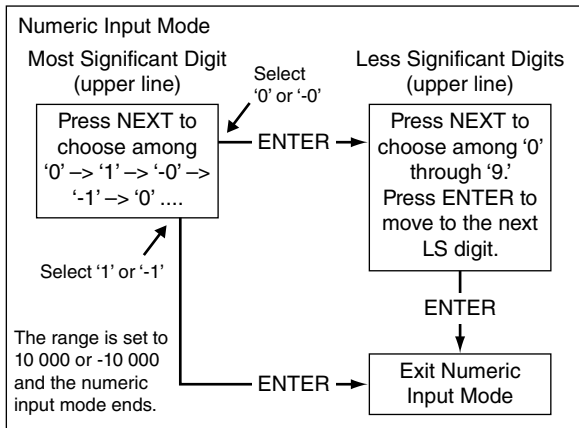 Numeric Input Mode
Most Significant Digit
(upper line)
Select
‘0’ or ‘-0’
Press NEXT to
choose among
‘0’ –> ‘1’ –> ‘-0’ –>
‘-1’ –> ‘0’ ....
ENTER
Less Significant Digits
(upper line)
Press NEXT to
choose among ‘0’
through ‘9.’
Press ENTER to
move to the next
LS digit.
Select ‘1’ or ‘-1’
ENTER
The range is set to
10 000 or -10 000
and the numeric
input mode ends.
ENTER
Exit Numeric
Input Mode